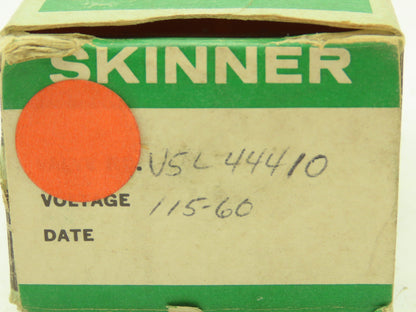 SKINNER
V5L 44410
VOLTAGE 115-60
DATE